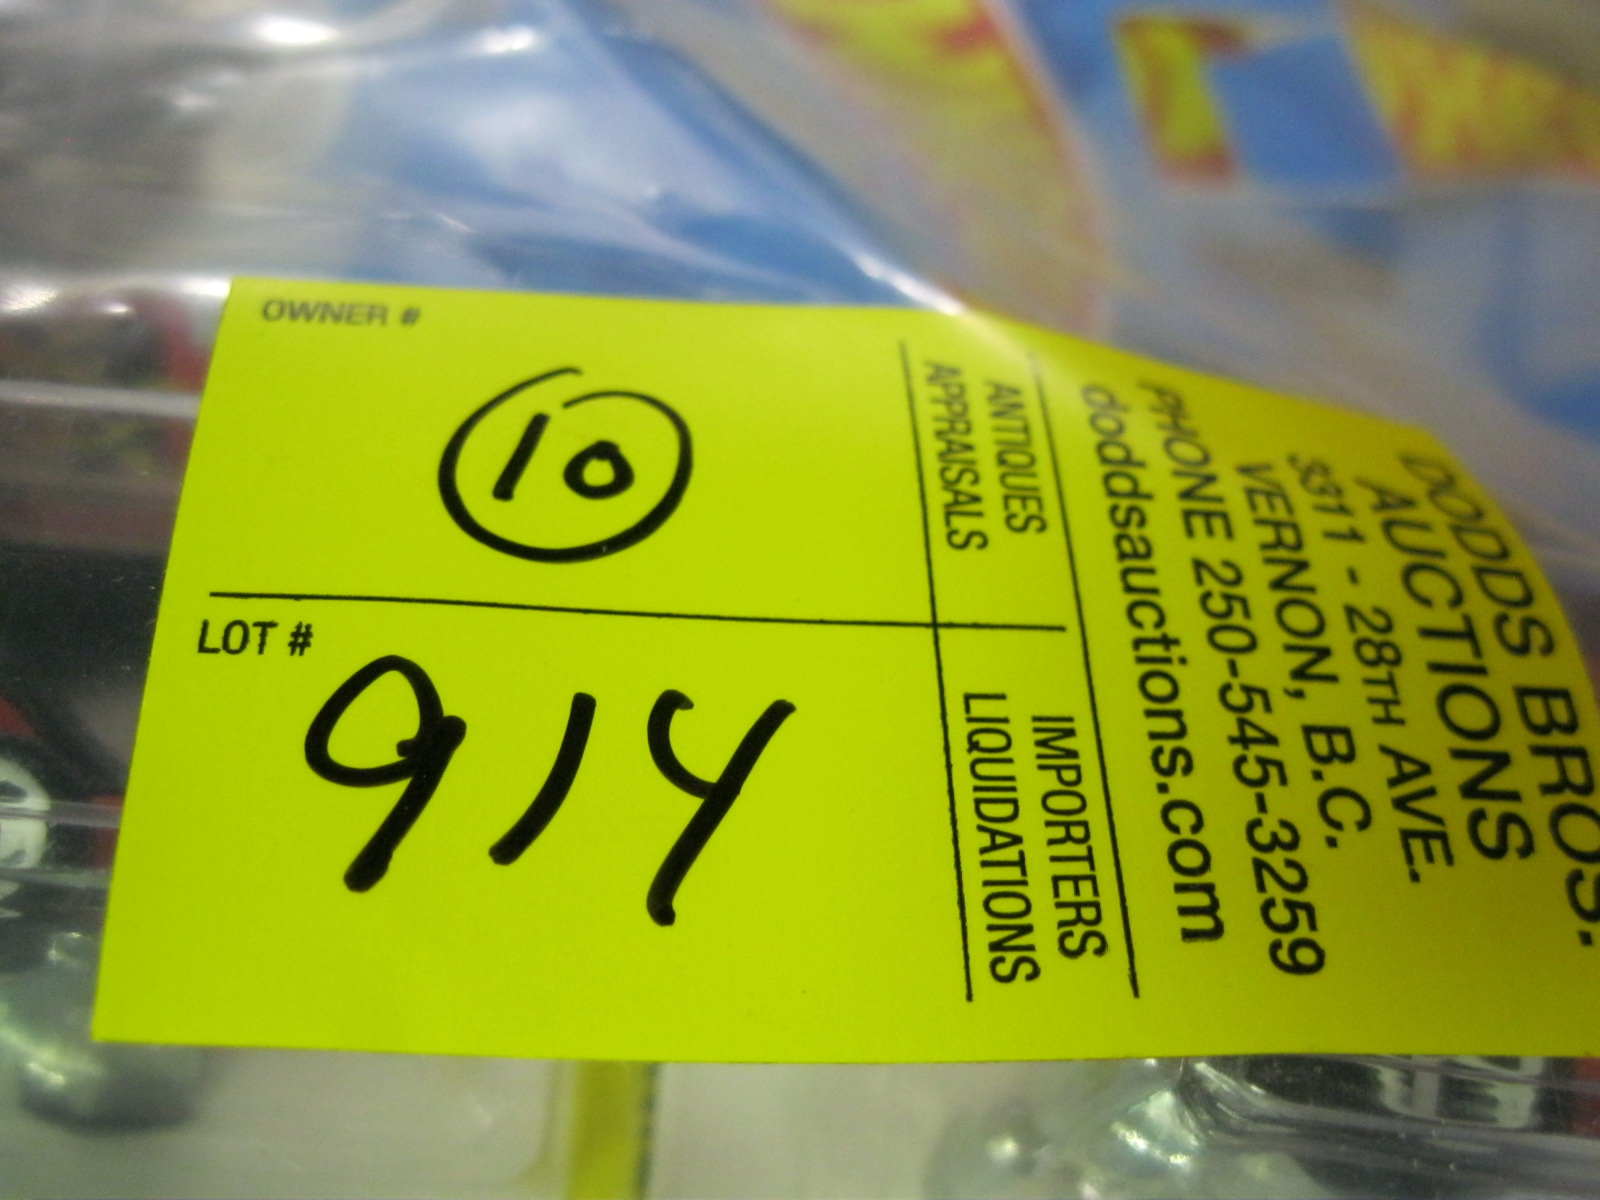 OWNER #
10
LOT #
914
ANTIQUES
APPRAISALS
IMPORTERS
LIQUIDATIONS
DODDS BROS.
AUCTIONS
3311 - 28TH AVE.
VERNON, B.C.
PHONE 250-545-3259
doddsauctions.com